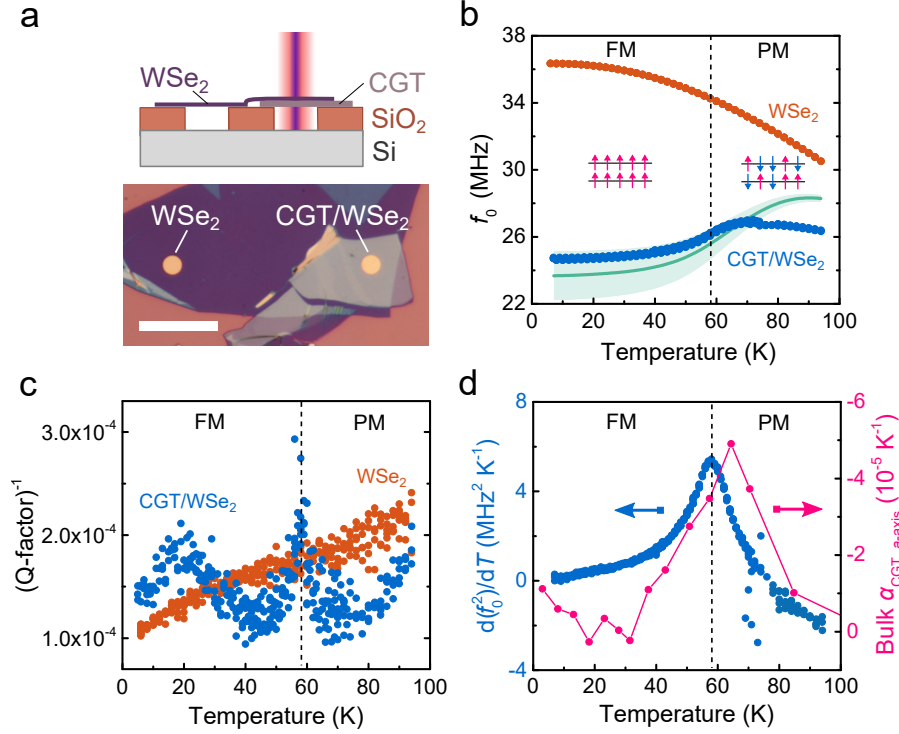 a
WSe₂
CGT
SiO₂
Si
WSe₂
CGT/WSe₂
b
FM
PM
WSe₂
CGT/WSe₂
f₀ (MHz)
38
34
30
26
22
0
20
40
60
80
100
Temperature (K)
c
FM
PM
CGT/WSe₂
WSe₂
(Q-factor)⁻¹
3.0x10⁻⁴
2.0x10⁻⁴
1.0x10⁻⁴
0
20
40
60
80
100
Temperature (K)
d
FM
PM
d(f₀²)/dT (MHz² K⁻¹)
8
4
0
-4
Bulk α_CGT_a-axis (10⁻⁵ K⁻¹)
-6
-4
-2
0
0
20
40
60
80
100
Temperature (K)